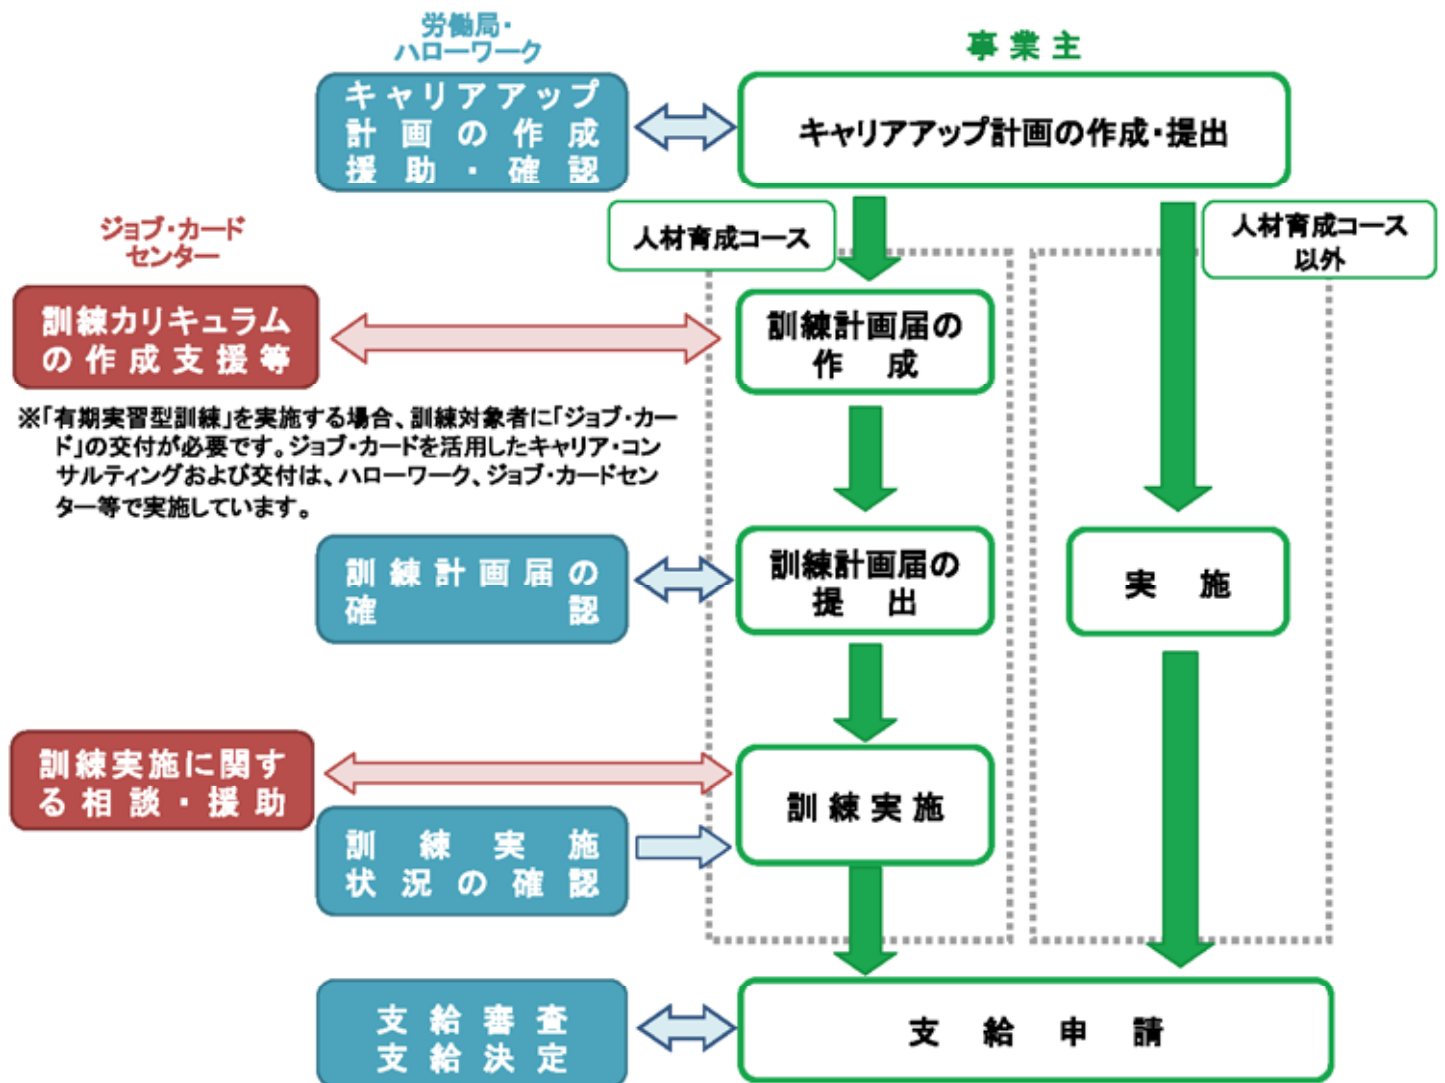 労働局・
ハローワーク
事業主
キャリアアップ
計画の作成
援助・確認
キャリアアップ計画の作成・提出
人材育成コース
人材育成コース
以外
ジョブ・カード
センター
訓練カリキュラム
の作成支援等
訓練計画届の
作成
※「有期実習型訓練」を実施する場合、訓練対象者に「ジョブ・カー
ド」の交付が必要です。ジョブ・カードを活用したキャリア・コン
サルティングおよび交付は、ハローワーク、ジョブ・カードセン
ター等で実施しています。
訓練計画届の
確認
訓練計画届の
提出
実施
訓練実施に関す
る相談・援助
訓練実施
訓練実施
状況の確認
支給審査
支給決定
支給申請